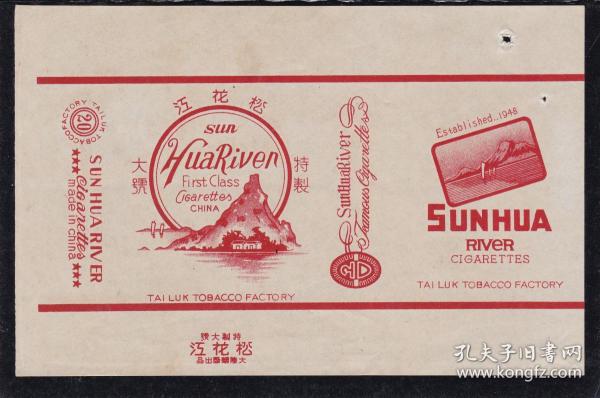 TAI LUK TOBACCO FACTORY
20
SUN HUA RIVER
★★★ Cigarettes ★★★
made in china
江花松
大號
特製
sun
HuaRiver
First Class
Cigarettes
CHINA
TAI LUK TOBACCO FACTORY
SunHuaRiver
Famous Cigarettes
Established..1948
SUNHUA
RIVER
CIGARETTES
TAI LUK TOBACCO FACTORY
號大製特
江花松
品出廠菸陸大
孔夫子旧书网
www.kongfz.com